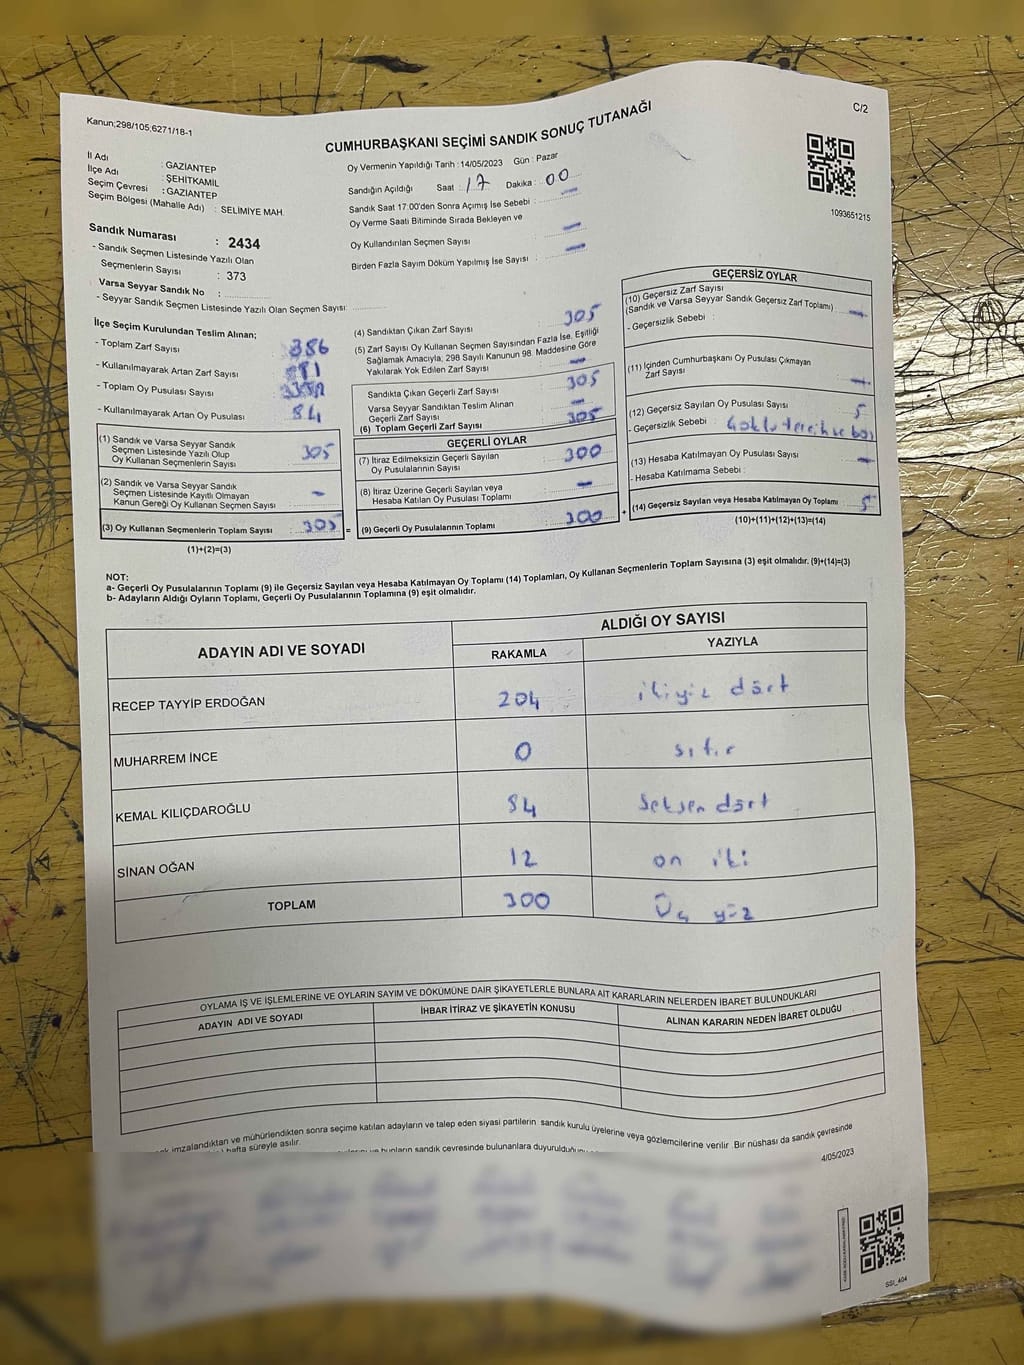 Kanun;298/105;6271/18-1
C/2
CUMHURBAŞKANI SEÇİMİ SANDIK SONUÇ TUTANAĞI
İl Adı : GAZİANTEP
İlçe Adı : ŞEHİTKAMİL
Seçim Çevresi : GAZİANTEP
Seçim Bölgesi (Mahalle Adı) : SELİMİYE MAH.
Oy Vermenin Yapıldığı Tarih : 14/05/2023 Gün : Pazar
Sandığın Açıldığı Saat : 17 Dakika : 00
Sandık Saat 17:00'den Sonra Açımış İse Sebebi :
Oy Verme Saati Bitiminde Sırada Bekleyen ve
Oy Kullandırılan Seçmen Sayısı :
Birden Fazla Sayım Döküm Yapılmış İse Sayısı :
1093651215
Sandık Numarası : 2434
- Sandık Seçmen Listesinde Yazılı Olan
Seçmenlerin Sayısı : 373
Varsa Seyyar Sandık No :
- Seyyar Sandık Seçmen Listesinde Yazılı Olan Seçmen Sayısı:
İlçe Seçim Kurulundan Teslim Alınan;
- Toplam Zarf Sayısı : 386
- Kullanılmayarak Artan Zarf Sayısı :
- Toplam Oy Pusulası Sayısı :
- Kullanılmayarak Artan Oy Pusulası : 84
(1) Sandık ve Varsa Seyyar Sandık
Seçmen Listesinde Yazılı Olup
Oy Kullanan Seçmenlerin Sayısı : 305
(2) Sandık ve Varsa Seyyar Sandık
Seçmen Listesinde Kayıtlı Olmayan
Kanun Gereği Oy Kullanan Seçmen Sayısı : -
(3) Oy Kullanan Seçmenlerin Toplam Sayısı : 305 =
(1)+(2)=(3)
(4) Sandıktan Çıkan Zarf Sayısı : 305
(5) Zarf Sayısı Oy Kullanan Seçmen Sayısından Fazla İse, Eşitliği
Sağlamak Amacıyla; 298 Sayılı Kanunun 98. Maddesine Göre
Yakılarak Yok Edilen Zarf Sayısı : -
Sandıkta Çıkan Geçerli Zarf Sayısı : 305
Varsa Seyyar Sandıktan Teslim Alınan
Geçerli Zarf Sayısı : -
(6) Toplam Geçerli Zarf Sayısı : 305
GEÇERLİ OYLAR
(7) İtiraz Edilmeksizin Geçerli Sayılan
Oy Pusulalarının Sayısı : 300
(8) İtiraz Üzerine Geçerli Sayılan veya
Hesaba Katılan Oy Pusulası Toplamı : -
(9) Geçerli Oy Pusulalarının Toplamı : 300 +
GEÇERSİZ OYLAR
(10) Geçersiz Zarf Sayısı
(Sandık ve Varsa Seyyar Sandık Geçersiz Zarf Toplamı) : -
- Geçersizlik Sebebi :
(11) İçinden Cumhurbaşkanı Oy Pusulası Çıkmayan
Zarf Sayısı : -
(12) Geçersiz Sayılan Oy Pusulası Sayısı : 5
- Geçersizlik Sebebi : Çoklu tercih ve boş
(13) Hesaba Katılmayan Oy Pusulası Sayısı : -
- Hesaba Katılmama Sebebi :
(14) Geçersiz Sayılan veya Hesaba Katılmayan Oy Toplamı : 5
(10)+(11)+(12)+(13)=(14)
NOT:
a- Geçerli Oy Pusulalarının Toplamı (9) ile Geçersiz Sayılan veya Hesaba Katılmayan Oy Toplamı (14) Toplamları, Oy Kullanan Seçmenlerin Toplam Sayısına (3) eşit olmalıdır. (9)+(14)=(3)
b- Adayların Aldığı Oyların Toplamı, Geçerli Oy Pusulalarının Toplamına (9) eşit olmalıdır.
ADAYIN ADI VE SOYADI
ALDIĞI OY SAYISI
RAKAMLA YAZIYLA
RECEP TAYYİP ERDOĞAN 204 ikiyüz dört
MUHARREM İNCE 0 sıfır
KEMAL KILIÇDAROĞLU 84 Seksen dört
SİNAN OĞAN 12 on iki
TOPLAM 300 Üç yüz
OYLAMA İŞ VE İŞLEMLERİNE VE OYLARIN SAYIM VE DÖKÜMÜNE DAİR ŞİKAYETLERLE BUNLARA AİT KARARLARIN NELERDEN İBARET BULUNDUKLARI
ADAYIN ADI VE SOYADI İHBAR İTİRAZ VE ŞİKAYETİN KONUSU ALINAN KARARIN NEDEN İBARET OLDUĞU
imzalandıktan ve mühürlendikten sonra seçime katılan adayların ve talep eden siyasi partilerin sandık kurulu üyelerine veya gözlemcilerine verilir. Bir nüshası da sandık çevresinde
hafta süreyle asılır.
bunların sandık çevresinde bulunanlara duyurulduğunu
4/05/2023
SSİ_404